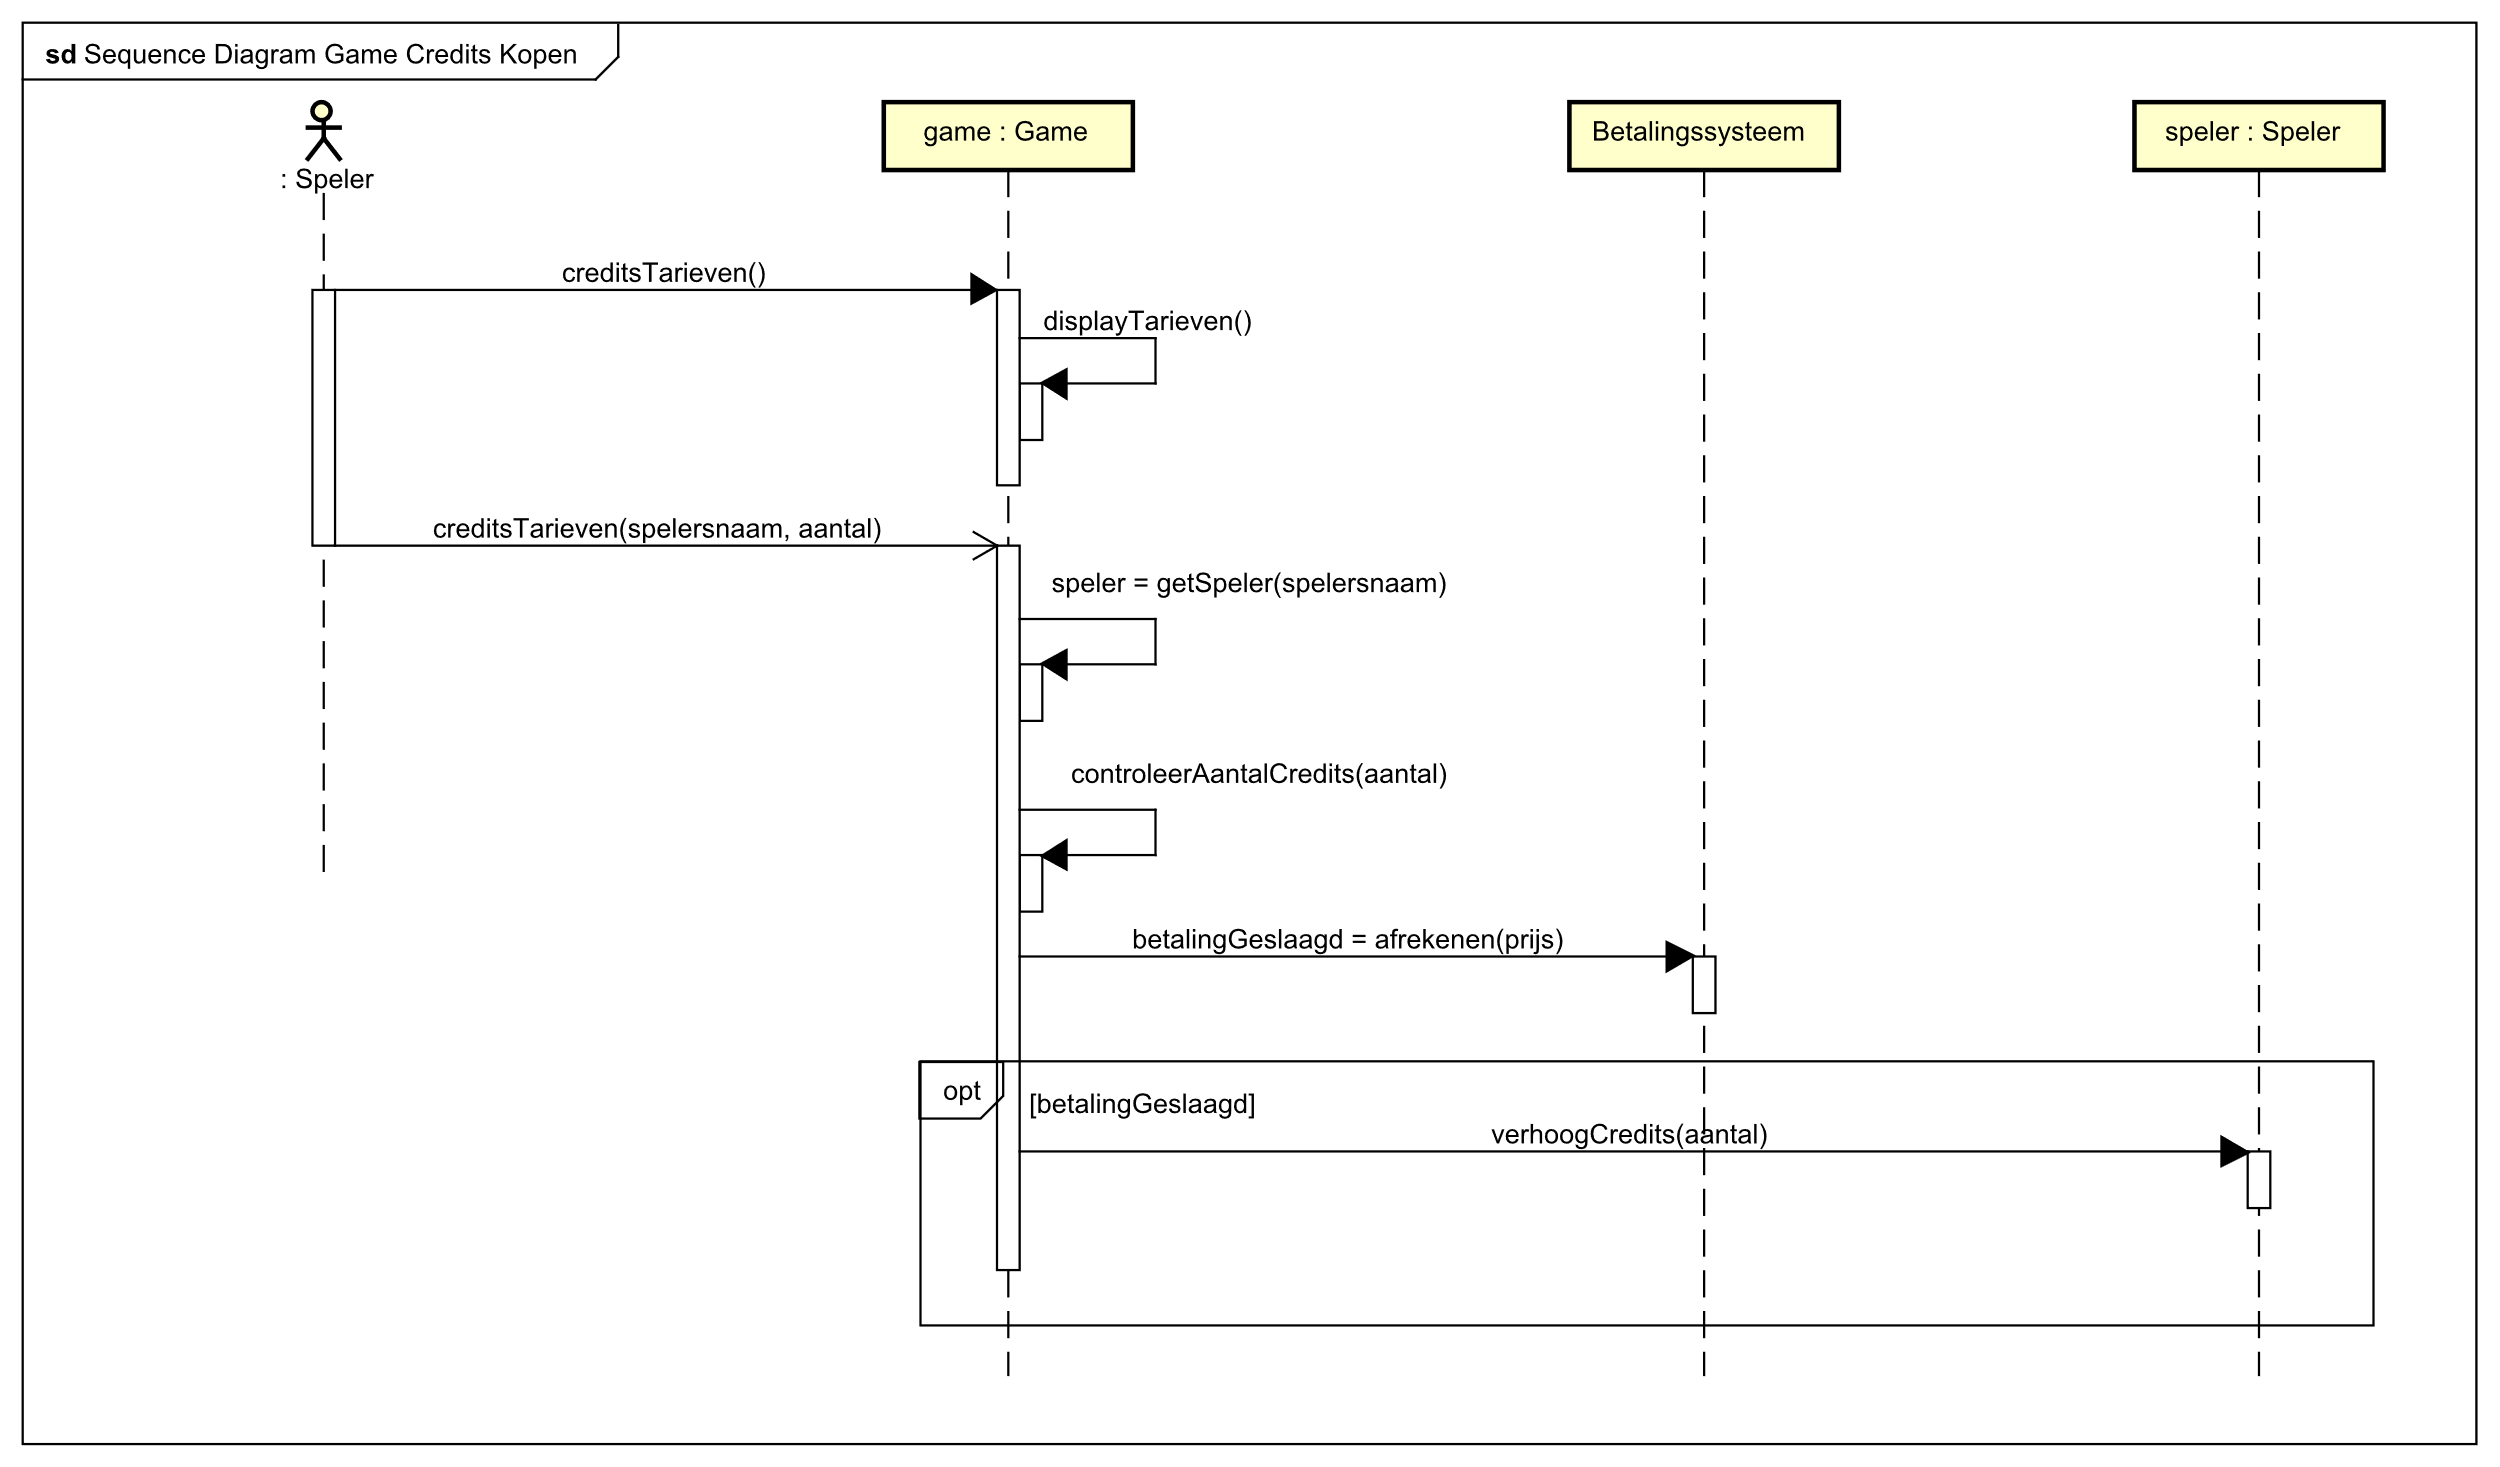 sd Sequence Diagram Game Credits Kopen
: Speler
game : Game
Betalingssysteem
speler : Speler
creditsTarieven()
displayTarieven()
creditsTarieven(spelersnaam, aantal)
speler = getSpeler(spelersnaam)
controleerAantalCredits(aantal)
betalingGeslaagd = afrekenen(prijs)
opt
[betalingGeslaagd]
verhoogCredits(aantal)